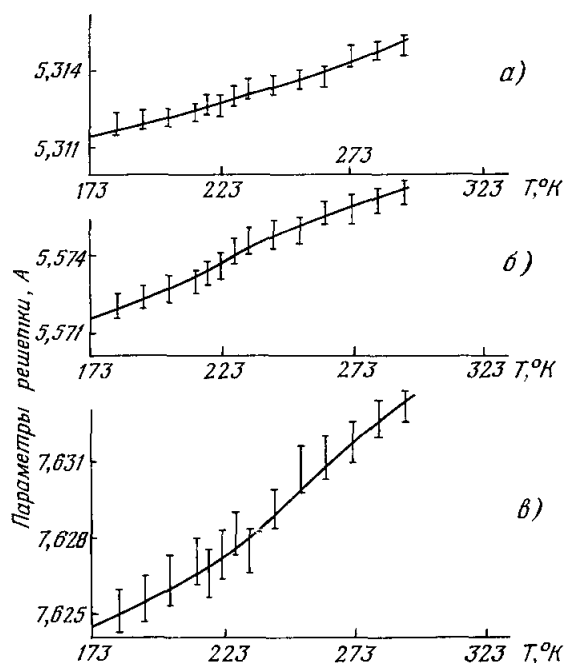 5,314
а)
5,311
273
173 223 323 T,°К
5,574
б)
5,571
173 223 273 323 T,°К
Параметры решетки, А
7,631
7,628
в)
7,625
173 223 273 323 T,°К